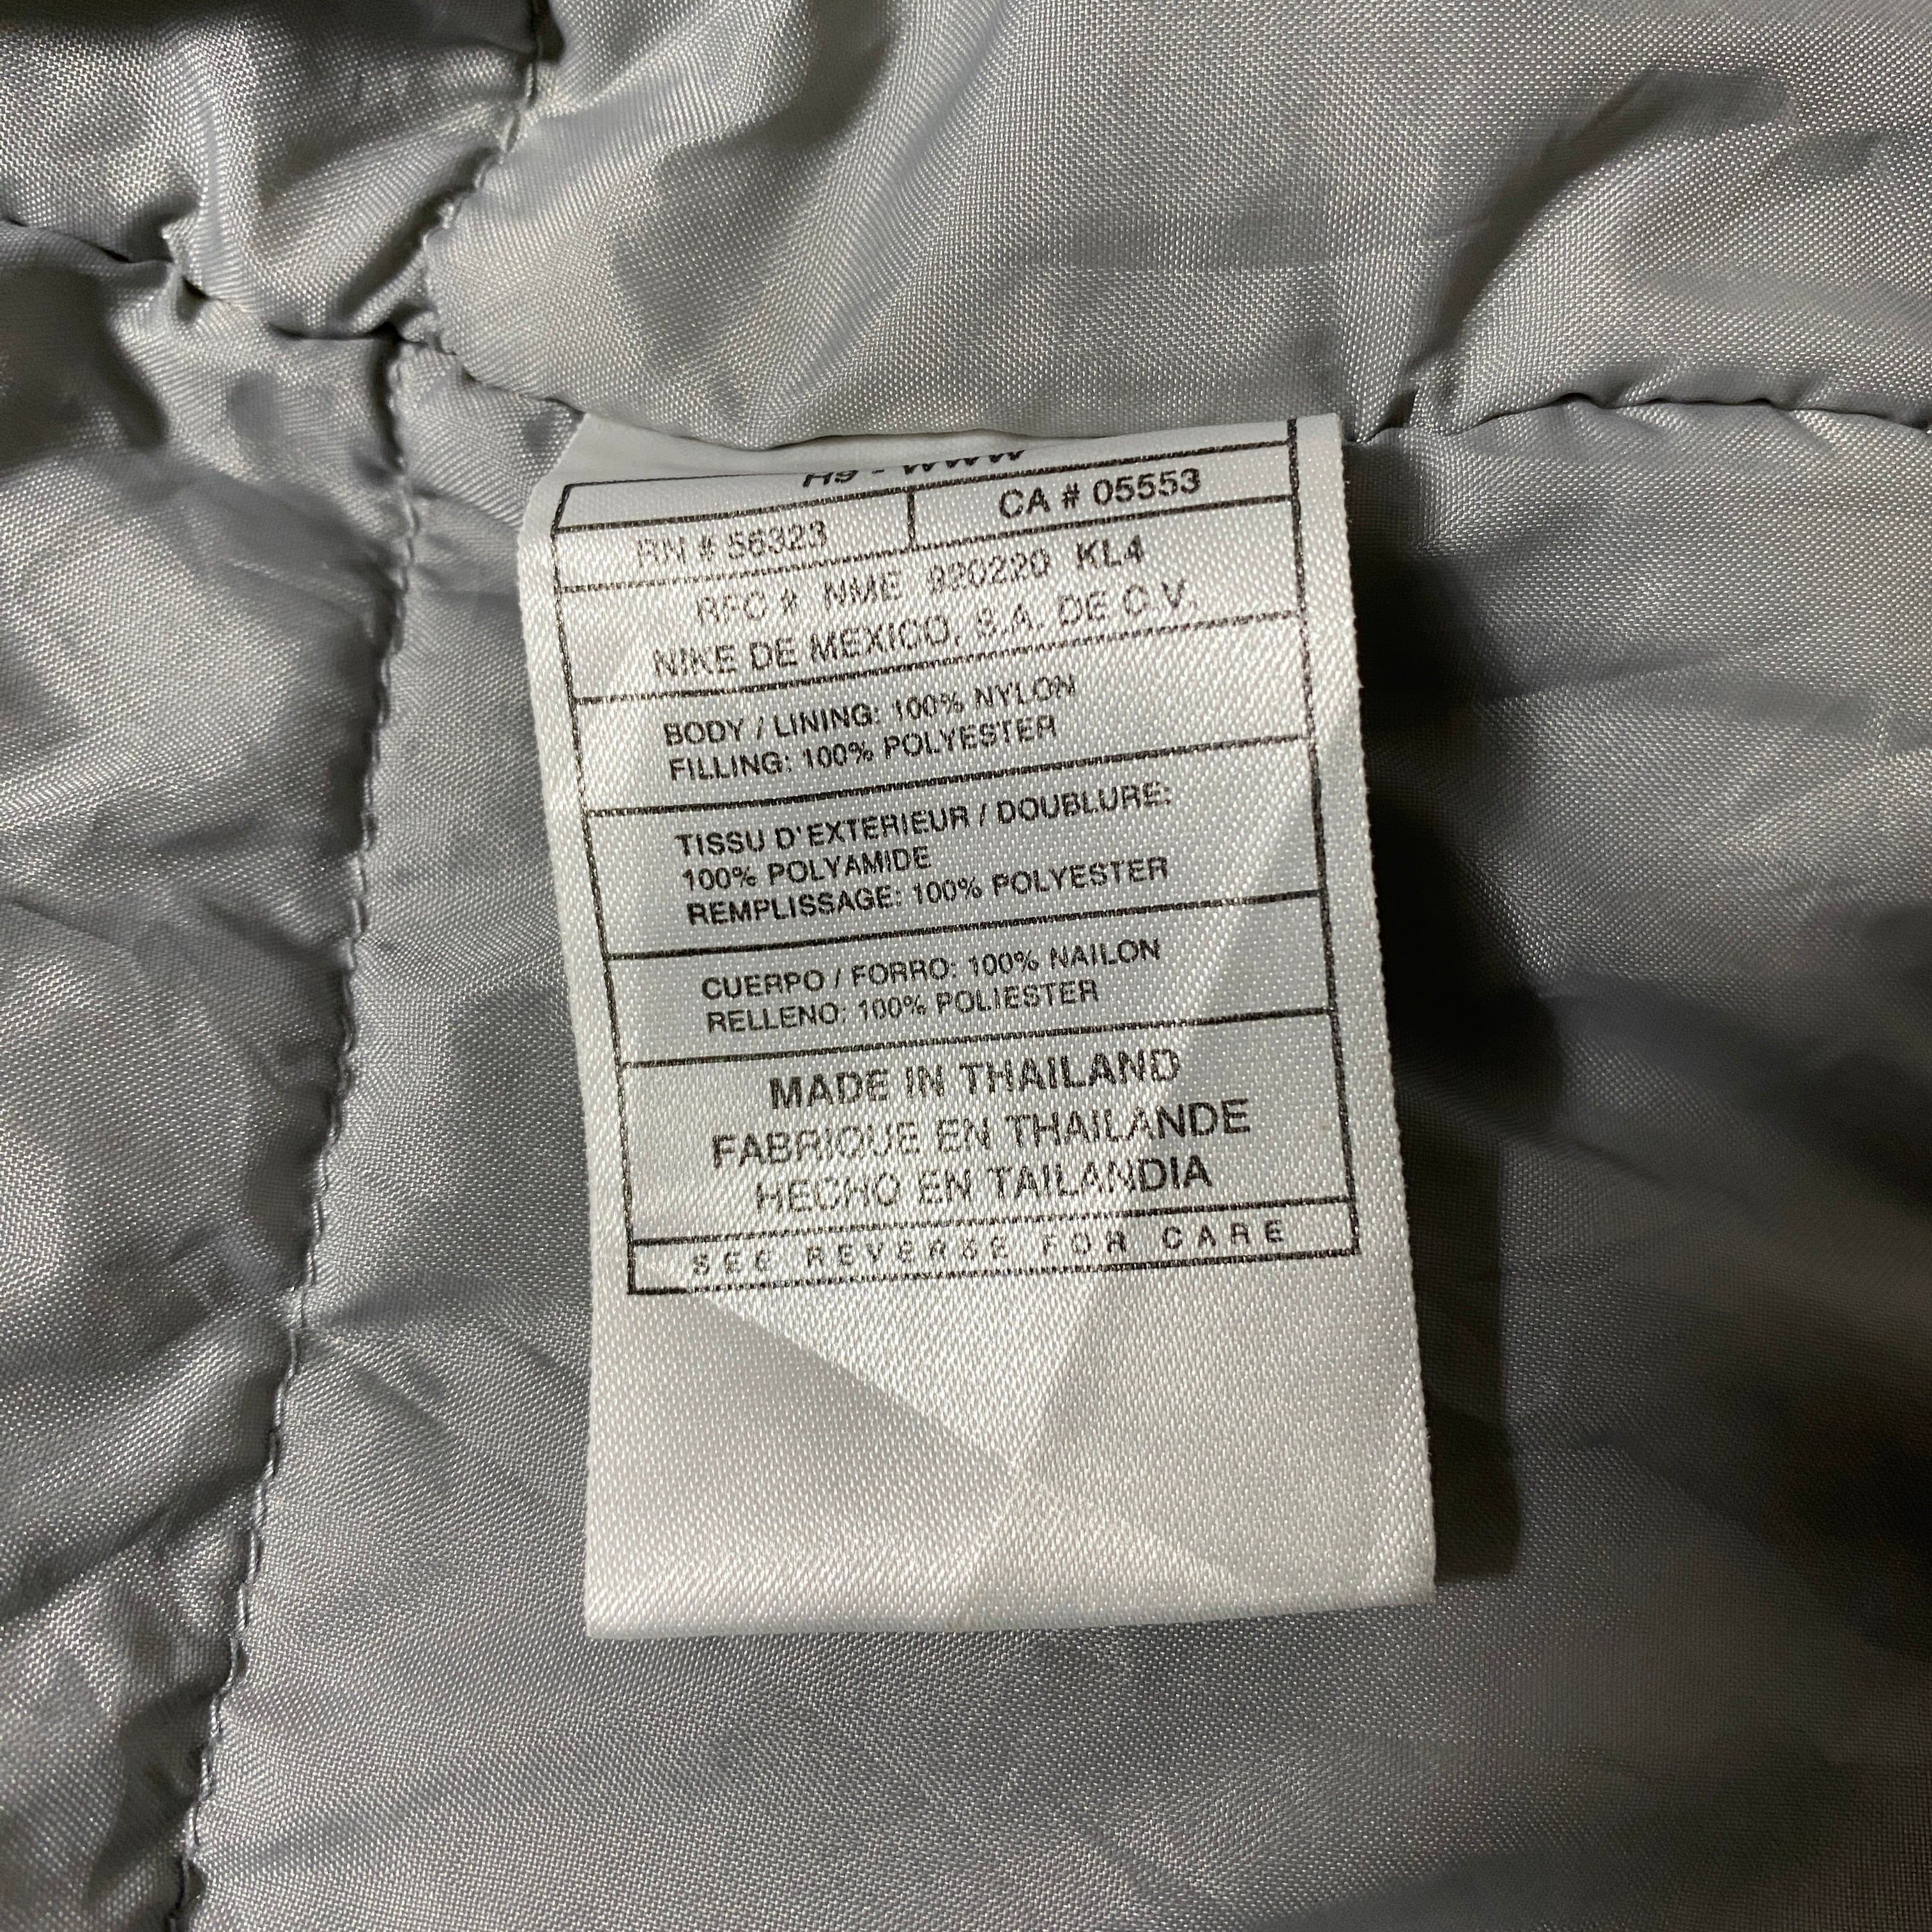 RN # 56323
CA # 05553
RFC # NME 920220 KL4
NIKE DE MEXICO, S.A. DE C.V.
BODY / LINING: 100% NYLON
FILLING: 100% POLYESTER
TISSU D'EXTERIEUR / DOUBLURE:
100% POLYAMIDE
REMPLISSAGE: 100% POLYESTER
CUERPO / FORRO: 100% NAILON
RELLENO: 100% POLIESTER
MADE IN THAILAND
FABRIQUE EN THAILANDE
HECHO EN TAILANDIA
SEE REVERSE FOR CARE